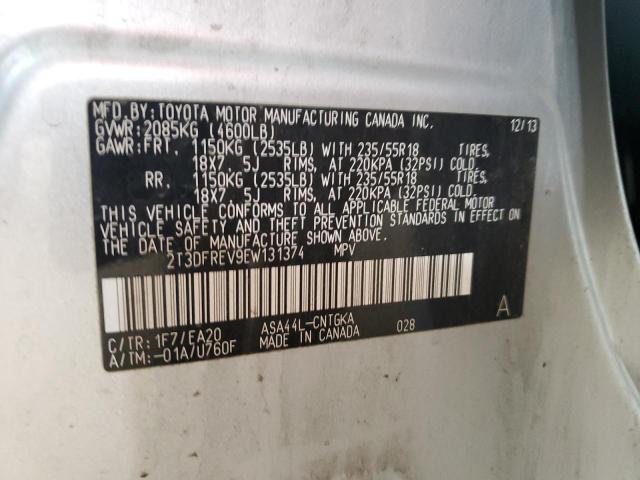 MFD.BY:TOYOTA MOTOR MANUFACTURING CANADA INC. 12/13
GVWR:2085KG (4600LB)
GAWR:FRT. 1150KG (2535LB) WITH 235/55R18 TIRES,
18X7.5J RIMS, AT 220KPA (32PSI) COLD
RR. 1150KG (2535LB) WITH 235/55R18 TIRES,
18X7.5J RIMS, AT 220KPA (32PSI) COLD.
THIS VEHICLE CONFORMS TO ALL APPLICABLE FEDERAL MOTOR
VEHICLE SAFETY AND THEFT PREVENTION STANDARDS IN EFFECT ON
THE DATE OF MANUFACTURE SHOWN ABOVE.
2T3DFREV9EW131374 MPV
A
C/TR:1F7/EA20 ASA44L-CNTGKA
A/TM:-01A/U760F MADE IN CANADA 028